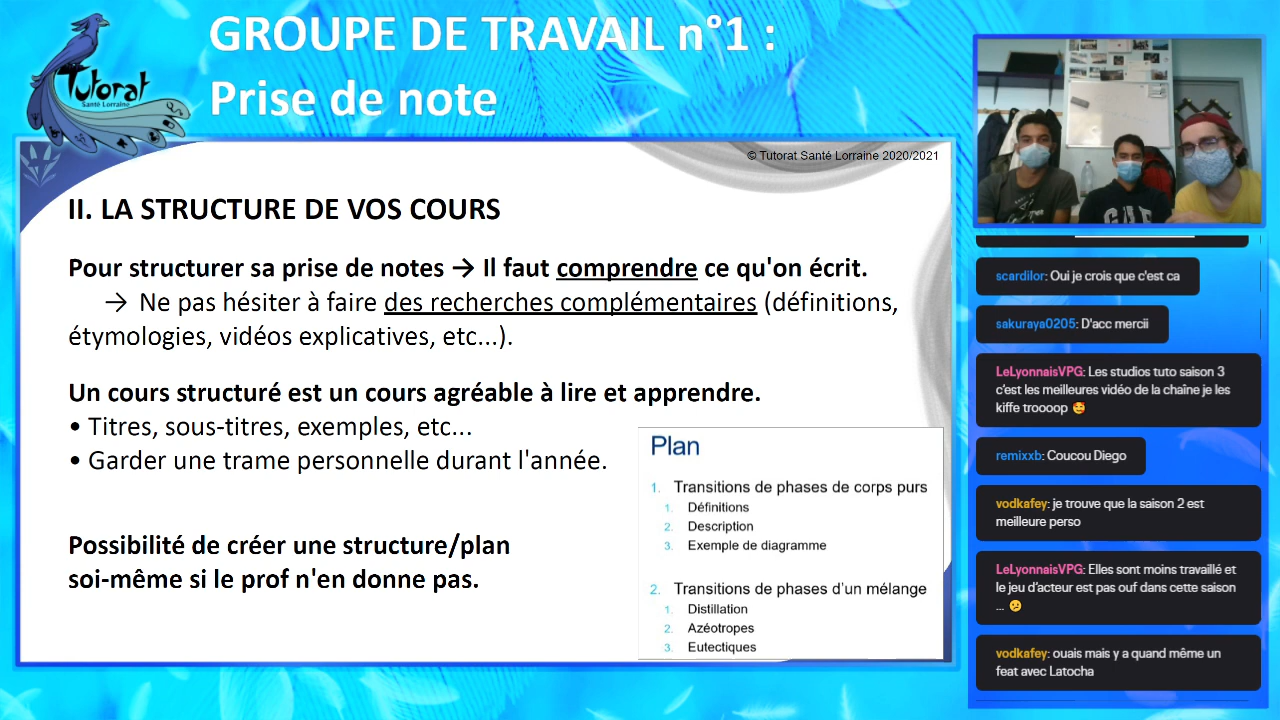 GROUPE DE TRAVAIL n°1 :
Prise de note
Tutorat
Santé Lorraine
© Tutorat Santé Lorraine 2020/2021
II. LA STRUCTURE DE VOS COURS
Pour structurer sa prise de notes → Il faut comprendre ce qu'on écrit.
→ Ne pas hésiter à faire des recherches complémentaires (définitions,
étymologies, vidéos explicatives, etc...).
Un cours structuré est un cours agréable à lire et apprendre.
• Titres, sous-titres, exemples, etc...
• Garder une trame personnelle durant l'année.
Possibilité de créer une structure/plan
soi-même si le prof n'en donne pas.
Plan
1. Transitions de phases de corps purs
1. Définitions
2. Description
3. Exemple de diagramme
2. Transitions de phases d'un mélange
1. Distillation
2. Azéotropes
3. Eutectiques
GAP
scardilor: Oui je crois que c'est ca
sakuraya0205: D'acc mercii
LeLyonnaisVPG: Les studios tuto saison 3
c'est les meilleures vidéo de la chaîne je les
kiffe troooop 🥰
remixxb: Coucou Diego
vodkafey: je trouve que la saison 2 est
meilleure perso
LeLyonnaisVPG: Elles sont moins travaillé et
le jeu d'acteur est pas ouf dans cette saison
... 😕
vodkafey: ouais mais y a quand même un
feat avec Latocha